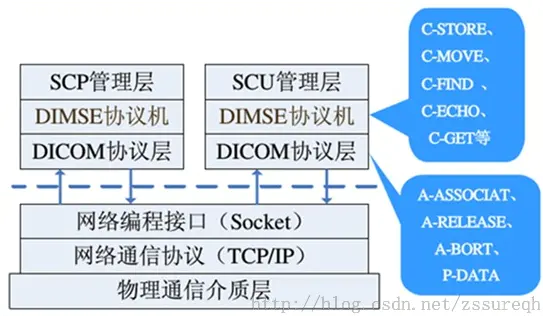 SCP管理层
DIMSE协议机
DICOM协议层
SCU管理层
DIMSE协议机
DICOM协议层
C-STORE、
C-MOVE、
C-FIND 、
C-ECHO、
C-GET等
A-ASSOCIAT、
A-RELEASE、
A-BORT、
P-DATA
网络编程接口（Socket）
网络通信协议（TCP/IP）
物理通信介质层
http://blog.csdn.net/zssureqh